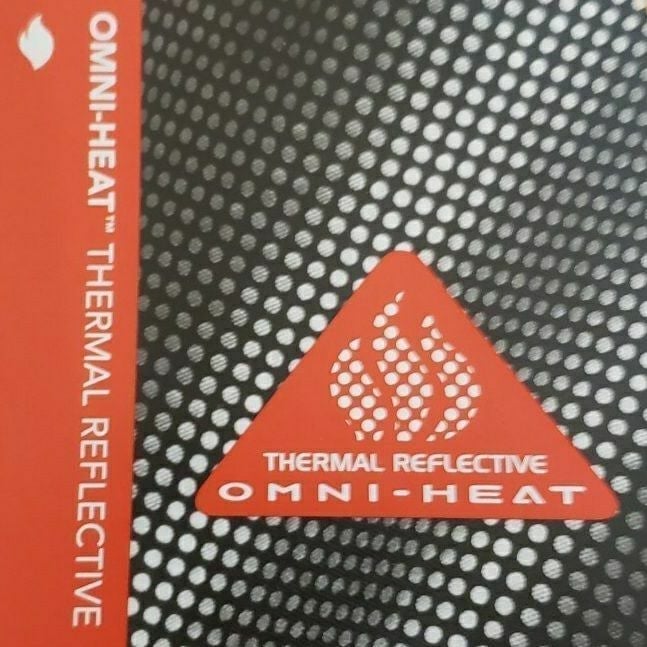 OMNI-HEAT™ THERMAL REFLECTIVE
THERMAL REFLECTIVE
OMNI-HEAT